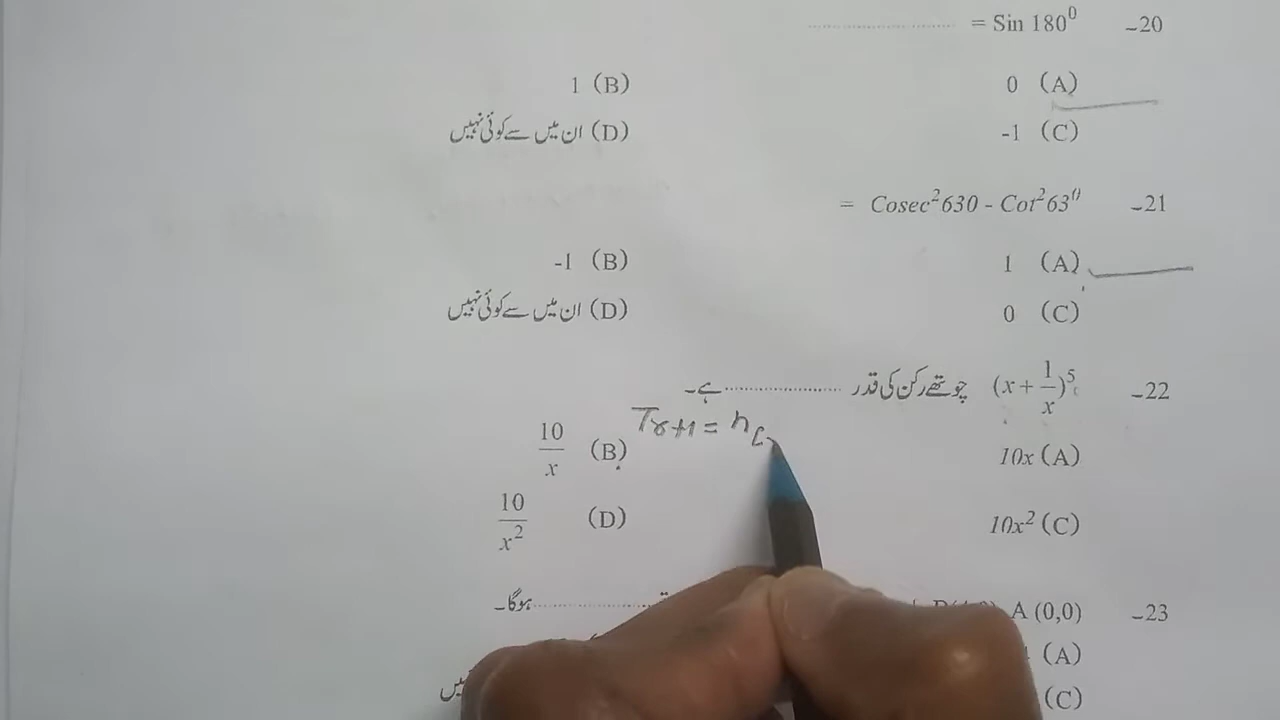 -20 Sin 180⁰ = ..............................
(A) 0 (B) 1
(C) -1 (D) ان میں سے کوئی نہیں
-21 Cosec²630 - Cot²63⁰ =
(A) 1 (B) -1
(C) 0 (D) ان میں سے کوئی نہیں
-22 (x + 1/x)⁵ چوتھے رکن کی قدر ........................ ہے۔
Tr+1 = nC
(A) 10x (B) 10/x
(C) 10x² (D) 10/x²
-23 A (0,0) ........................ ہوگا۔
(A)
(C)